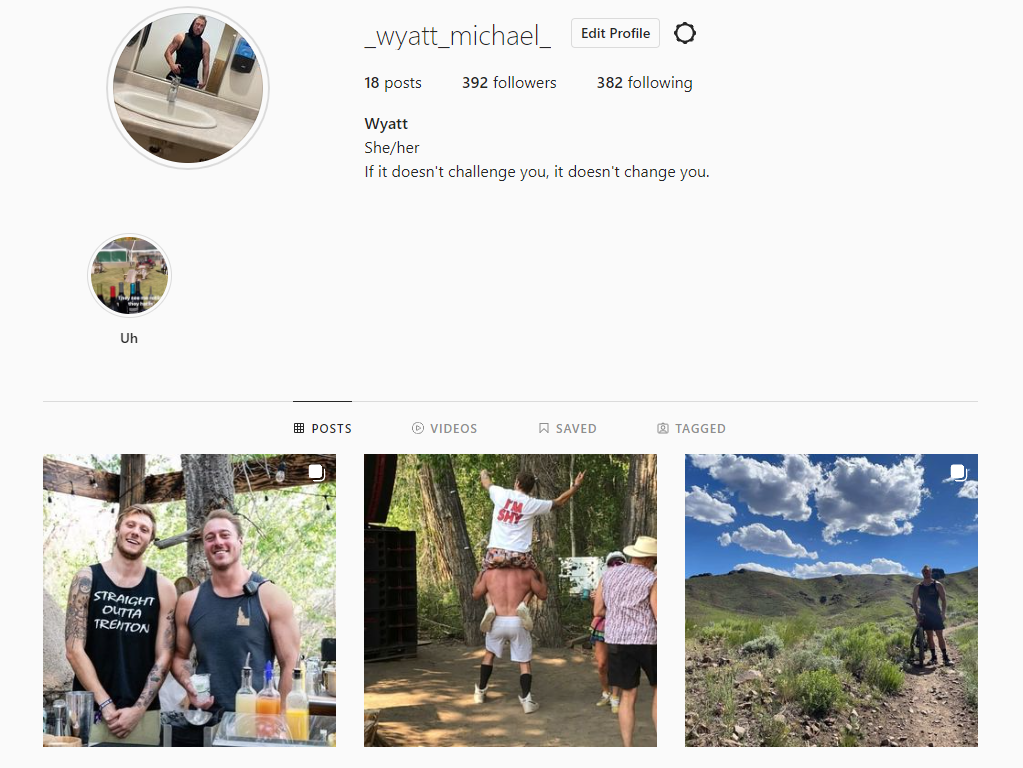 _wyatt_michael_ Edit Profile
18 posts 392 followers 382 following
Wyatt
She/her
If it doesn't challenge you, it doesn't change you.
Uh
POSTS VIDEOS SAVED TAGGED
STRAIGHT
OUTTA
TRENTON
I'M
SHY